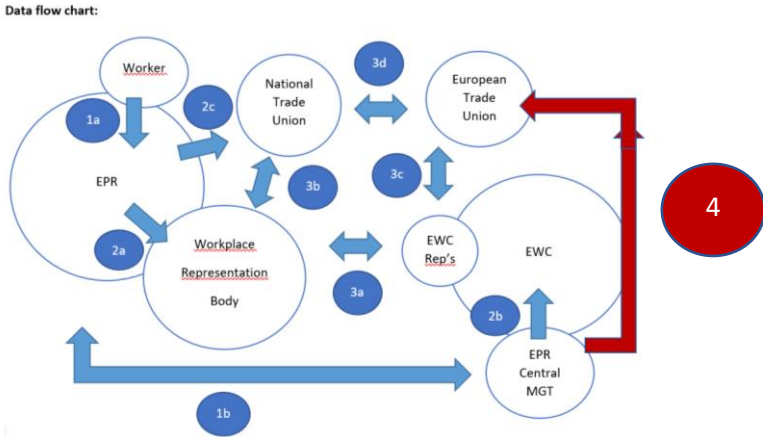 Data flow chart:
Worker
1a
2c
National
Trade
Union
3d
European
Trade
Union
EPR
3b
3c
4
2a
Workplace
Representation
Body
3a
EWC
Rep's
EWC
2b
EPR
Central
MGT
1b